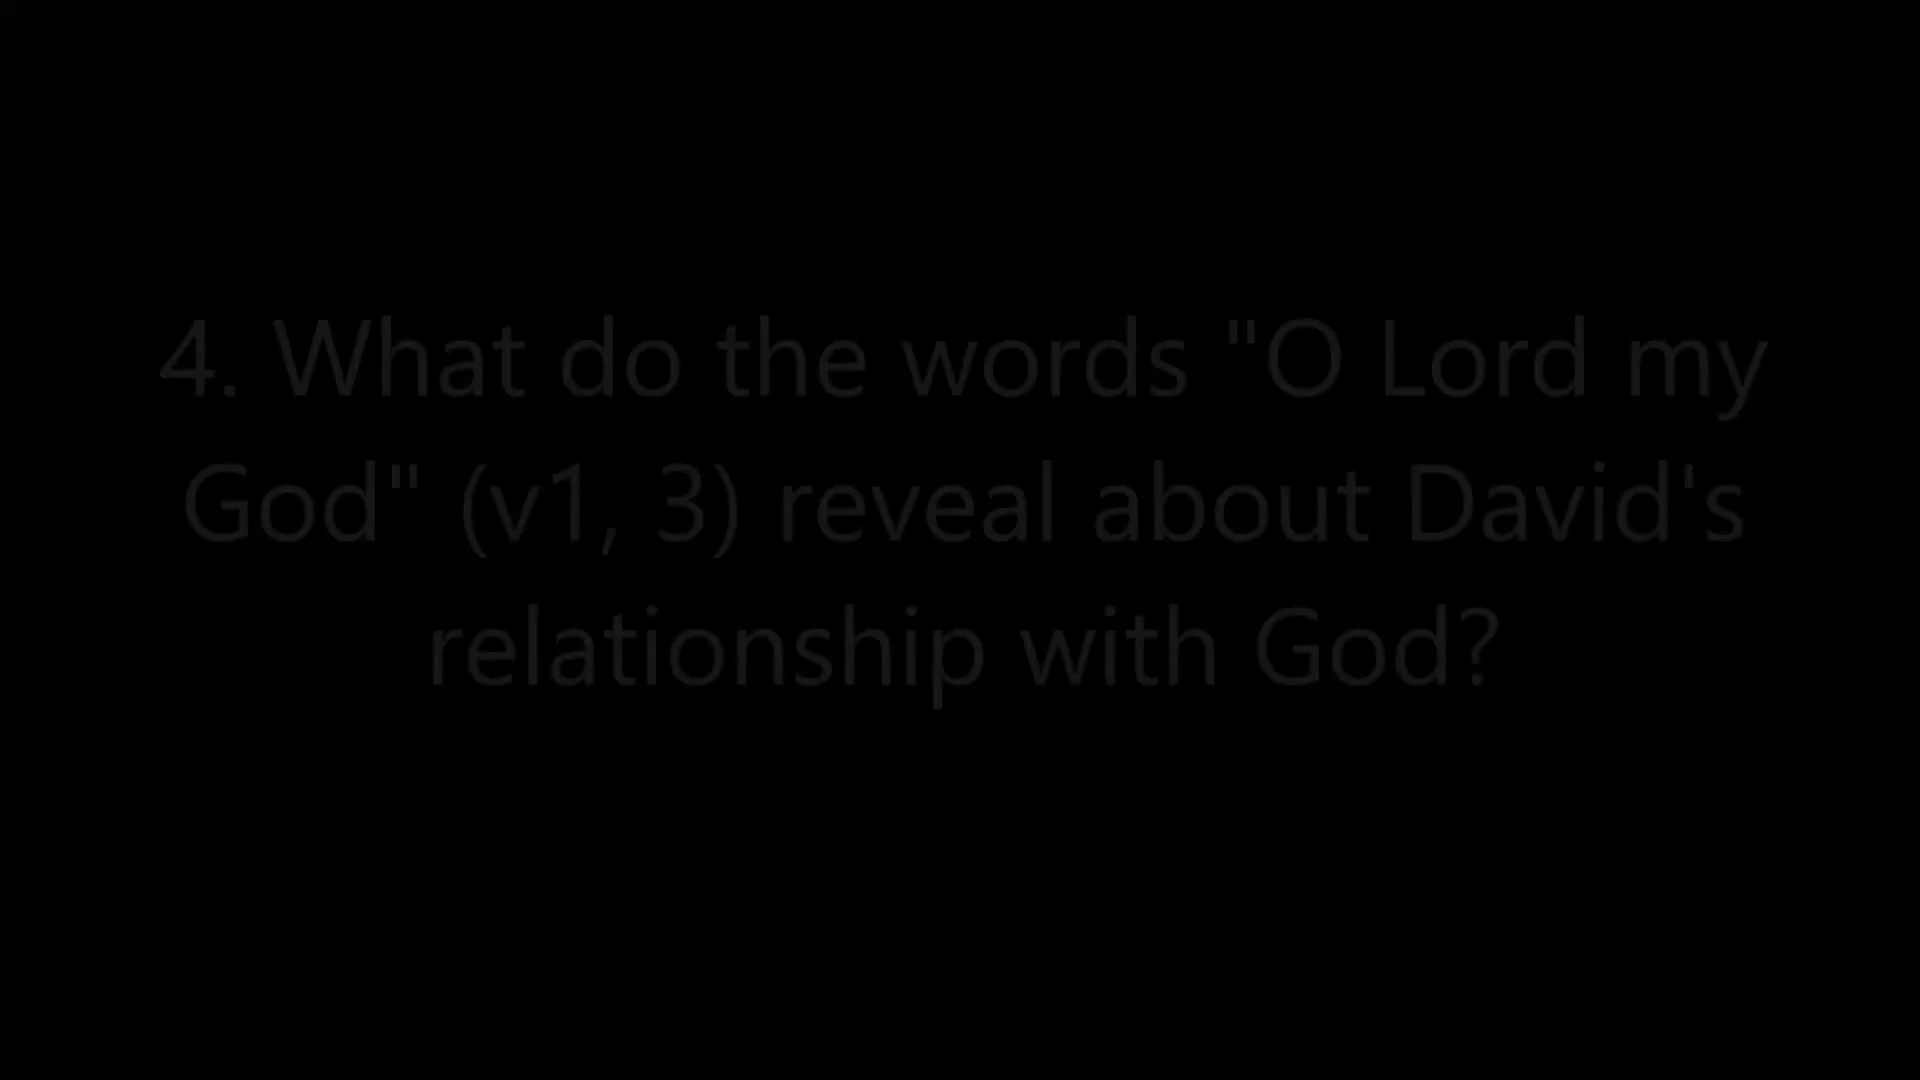 4. What do the words "O Lord my
God" (v1, 3) reveal about David's
relationship with God?